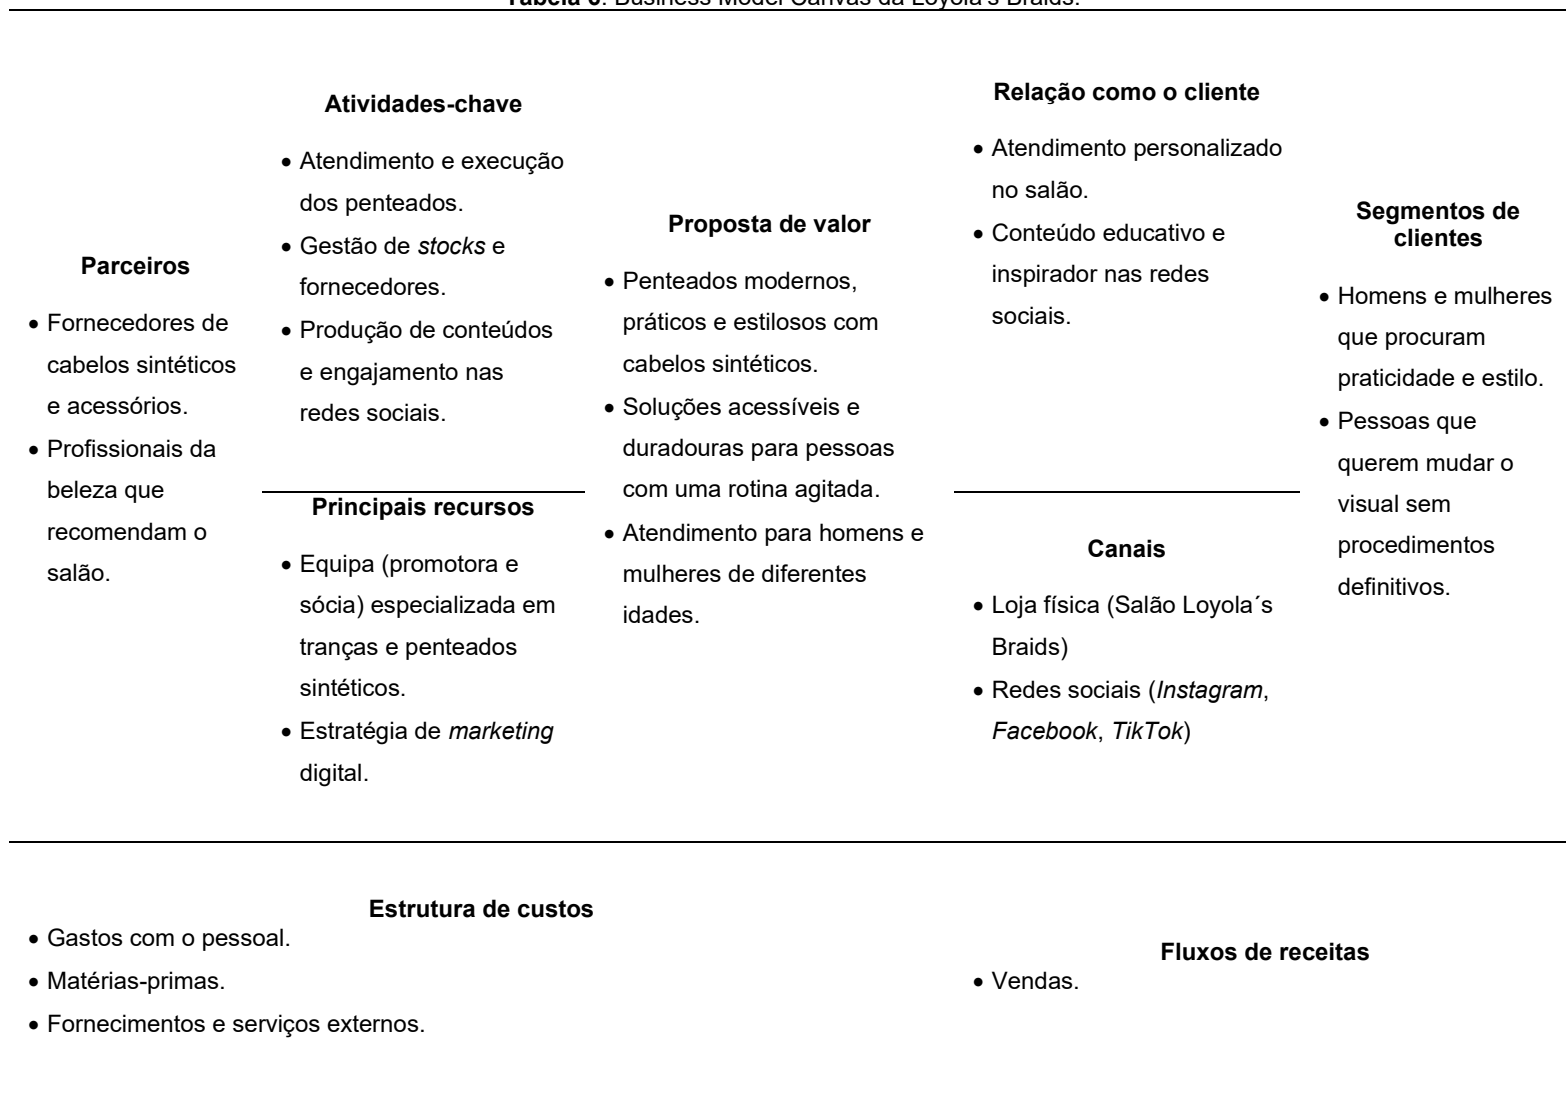 Tabela 6. Business Model Canvas da Loyola's Braids.
Parceiros
• Fornecedores de
cabelos sintéticos
e acessórios.
• Profissionais da
beleza que
recomendam o
salão.
Atividades-chave
• Atendimento e execução
dos penteados.
• Gestão de stocks e
fornecedores.
• Produção de conteúdos
e engajamento nas
redes sociais.
Principais recursos
• Equipa (promotora e
sócia) especializada em
tranças e penteados
sintéticos.
• Estratégia de marketing
digital.
Proposta de valor
• Penteados modernos,
práticos e estilosos com
cabelos sintéticos.
• Soluções acessíveis e
duradouras para pessoas
com uma rotina agitada.
• Atendimento para homens e
mulheres de diferentes
idades.
Relação como o cliente
• Atendimento personalizado
no salão.
• Conteúdo educativo e
inspirador nas redes
sociais.
Canais
• Loja física (Salão Loyola´s
Braids)
• Redes sociais (Instagram,
Facebook, TikTok)
Segmentos de
clientes
• Homens e mulheres
que procuram
praticidade e estilo.
• Pessoas que
querem mudar o
visual sem
procedimentos
definitivos.
Estrutura de custos
• Gastos com o pessoal.
• Matérias-primas.
• Fornecimentos e serviços externos.
Fluxos de receitas
• Vendas.